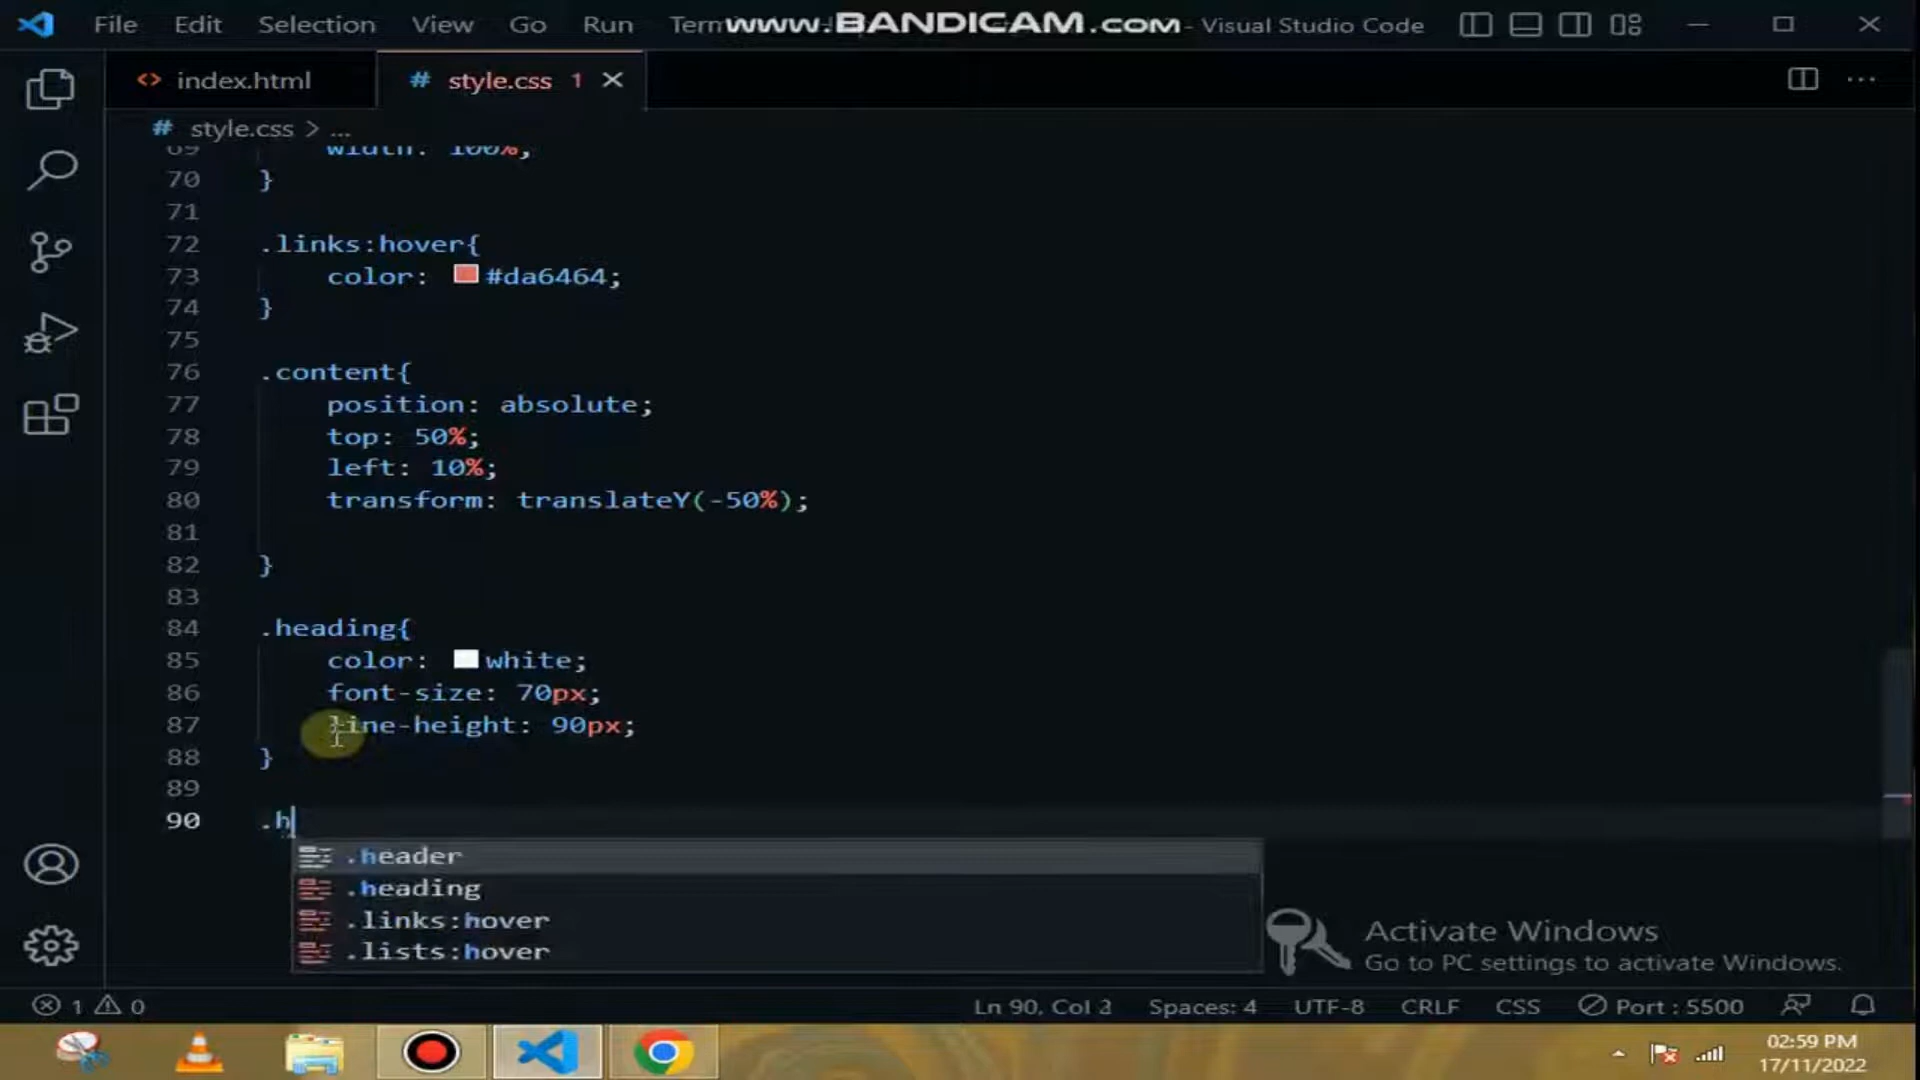 File Edit Selection View Go Run Term www.BANDICAM.com - Visual Studio Code
<> index.html # style.css 1
# style.css > ...
69 width: 100%;
70 }
71
72 .links:hover{
73 color: #da6464;
74 }
75
76 .content{
77 position: absolute;
78 top: 50%;
79 left: 10%;
80 transform: translateY(-50%);
81
82 }
83
84 .heading{
85 color: white;
86 font-size: 70px;
87 line-height: 90px;
88 }
89
90 .h
.header
.heading
.links:hover
.lists:hover
Activate Windows
Go to PC settings to activate Windows.
1 0 Ln 90, Col Spaces: 4 UTF-8 CRLF CSS Port : 5500
02:59 PM
17/11/2022